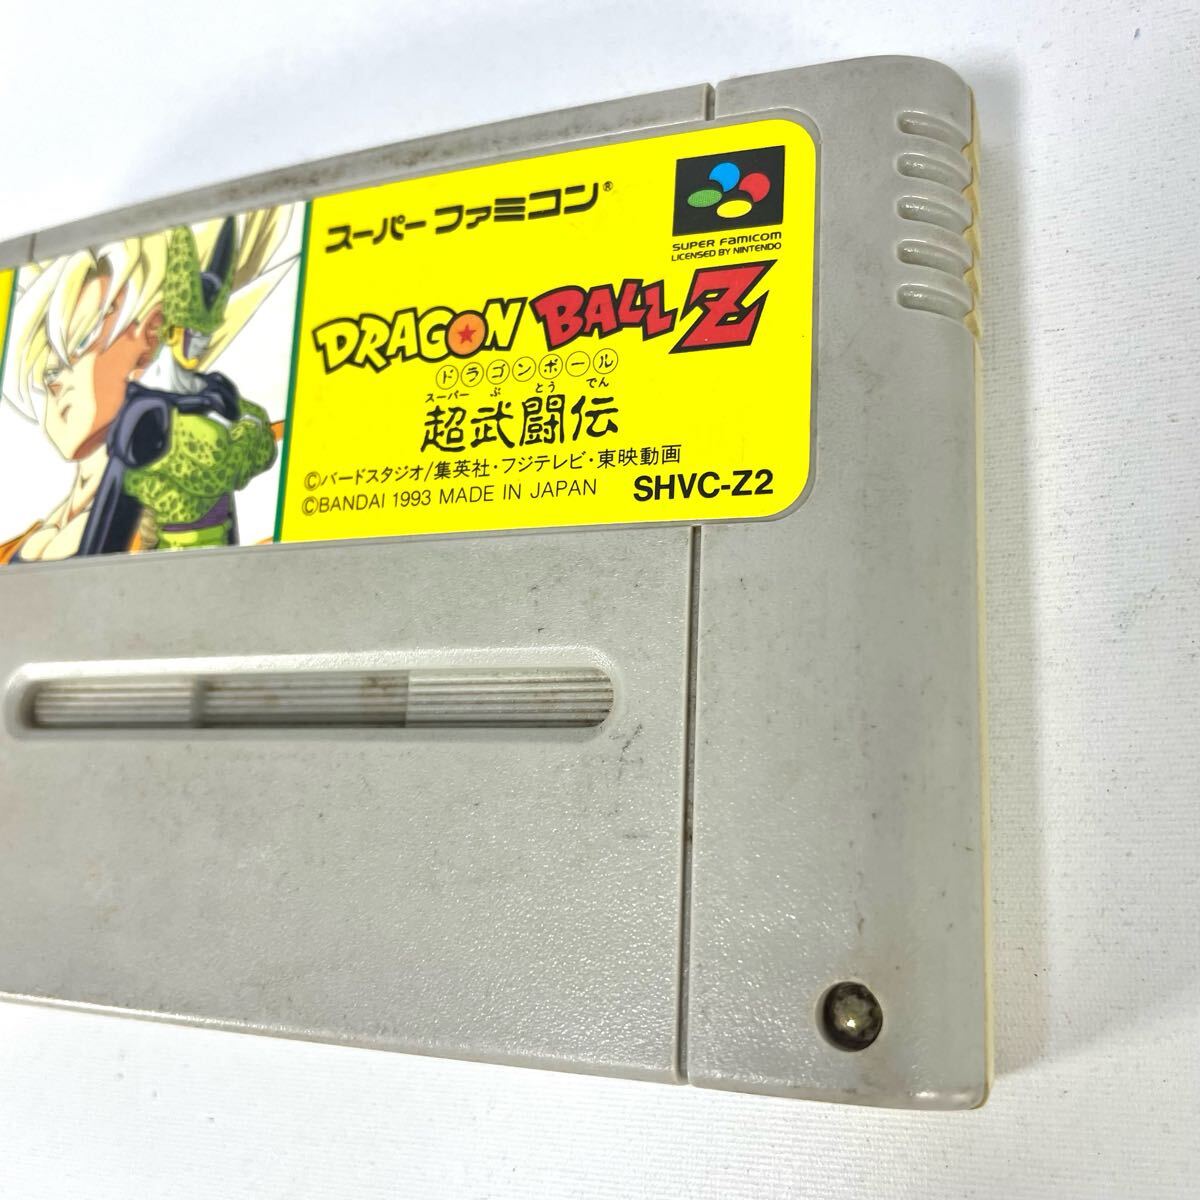 スーパー ファミコン®
SUPER FAMICOM
LICENSED BY NINTENDO
DRAGON BALL Z
ドラゴンボール
スーパー ぶ とう でん
超武闘伝
©バードスタジオ/集英社・フジテレビ・東映動画
©BANDAI 1993 MADE IN JAPAN SHVC-Z2